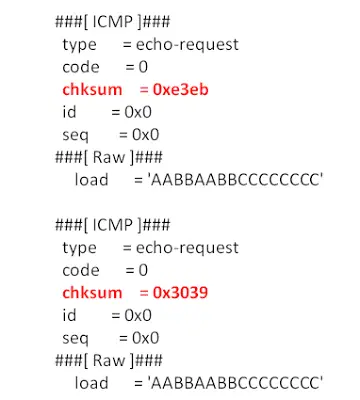 ###[ ICMP ]###
type = echo-request
code = 0
chksum = 0xe3eb
id = 0x0
seq = 0x0
###[ Raw ]###
load = 'AABBAABBCCCCCCCC'
###[ ICMP ]###
type = echo-request
code = 0
chksum = 0x3039
id = 0x0
seq = 0x0
###[ Raw ]###
load = 'AABBAABBCCCCCCCC'